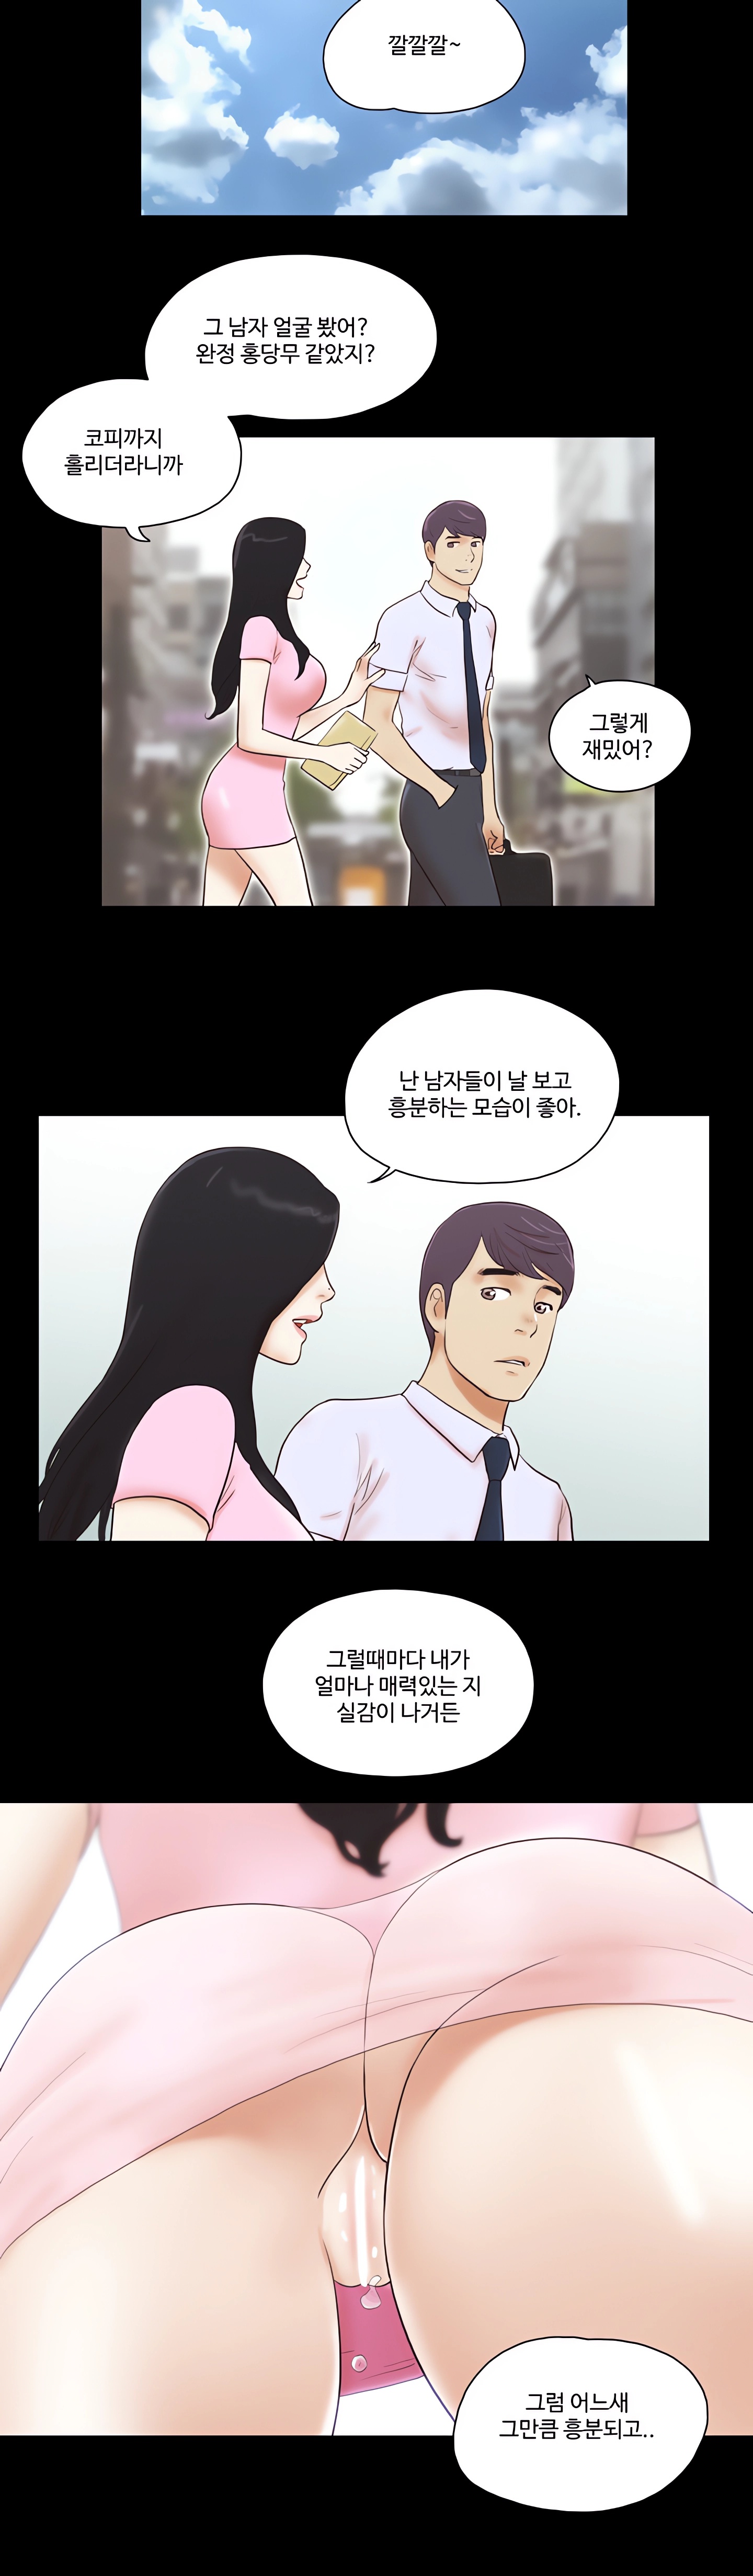 깔깔깔~
그 남자 얼굴 봤어?
완정 홍당무 같았지?
코피까지
흘리더라니까
그렇게
재밌어?
난 남자들이 날 보고
흥분하는 모습이 좋아.
그럴때마다 내가
얼마나 매력있는 지
실감이 나거든
그럼 어느새
그만큼 흥분되고..